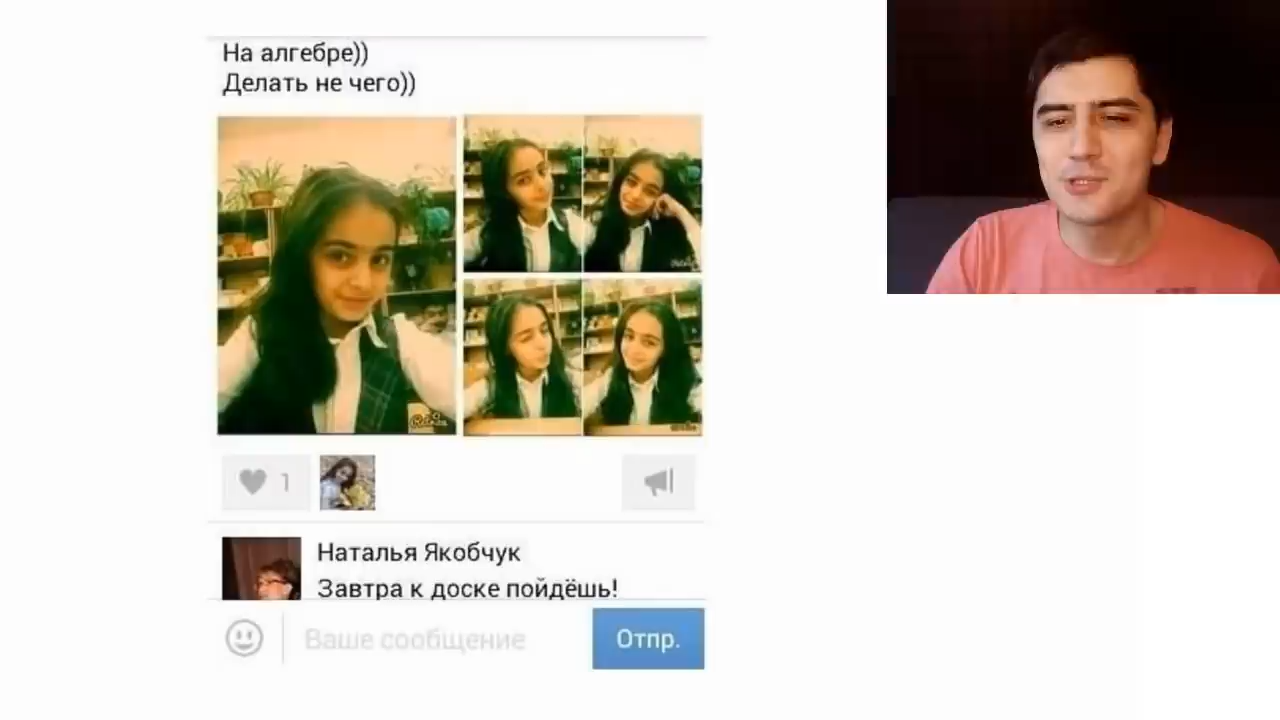 На алгебре))
Делать не чего))
1
Наталья Якобчук
Завтра к доске пойдёшь!
Ваше сообщение
Отпр.